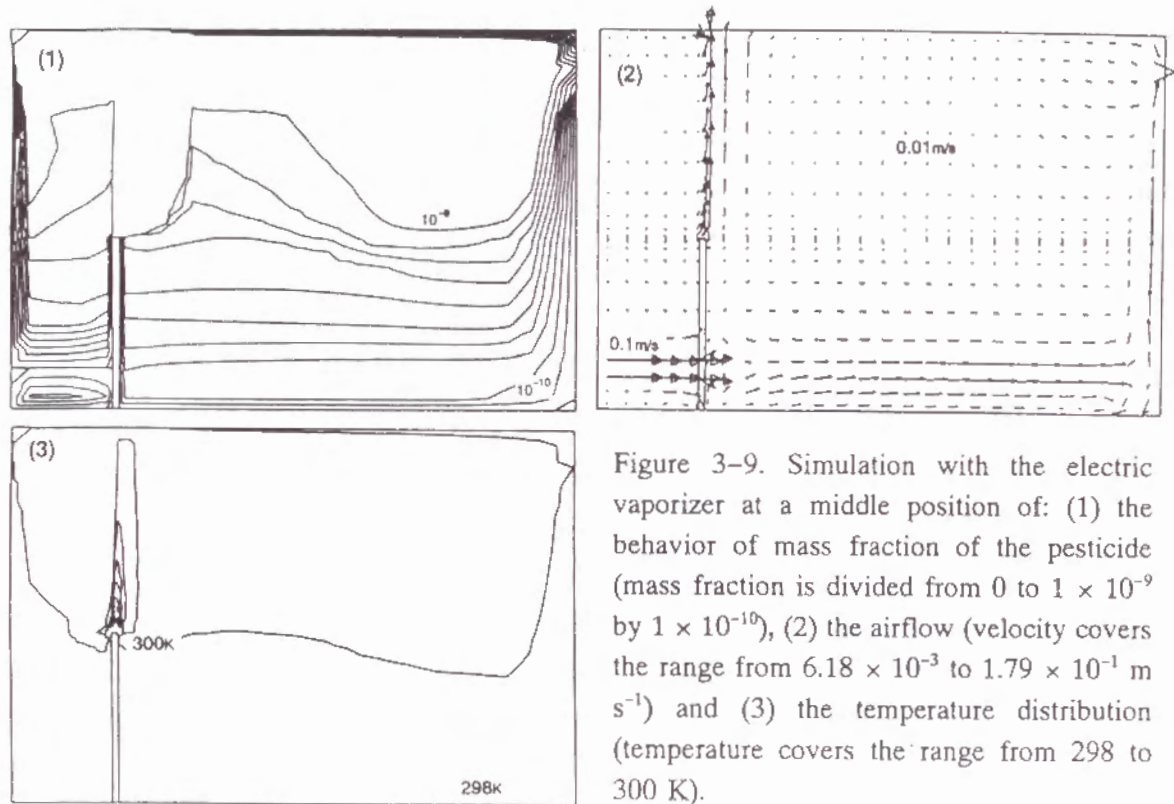 (1)
10⁻⁹
10⁻¹⁰
(2)
0.01m/s
0.1m/s
(3)
300K
298K
Figure 3–9. Simulation with the electric
vaporizer at a middle position of: (1) the
behavior of mass fraction of the pesticide
(mass fraction is divided from 0 to 1 × 10⁻⁹
by 1 × 10⁻¹⁰), (2) the airflow (velocity covers
the range from 6.18 × 10⁻³ to 1.79 × 10⁻¹ m
s⁻¹) and (3) the temperature distribution
(temperature covers the range from 298 to
300 K).